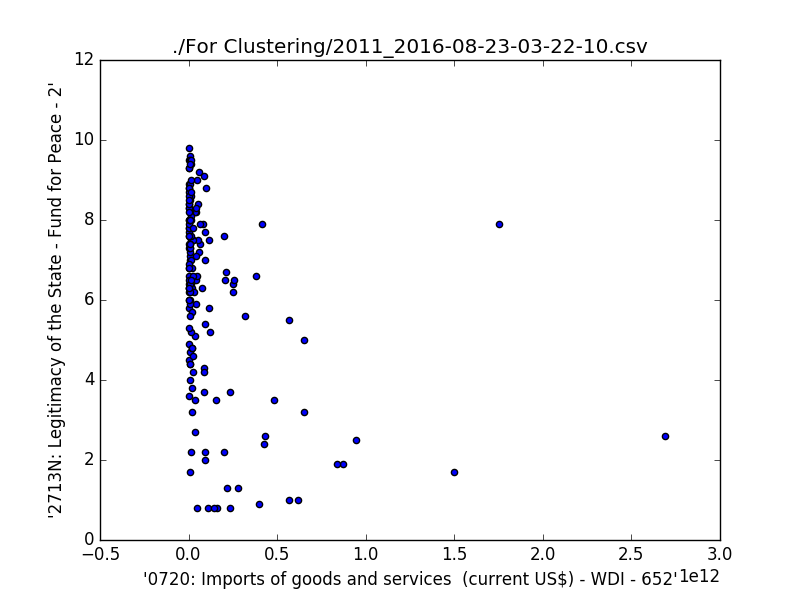 ./For Clustering/2011_2016-08-23-03-22-10.csv
12
10
8
6
4
2
0
'2713N: Legitimacy of the State - Fund for Peace - 2'
−0.5 0.0 0.5 1.0 1.5 2.0 2.5 3.0
'0720: Imports of goods and services  (current US$) - WDI - 652'
1e12